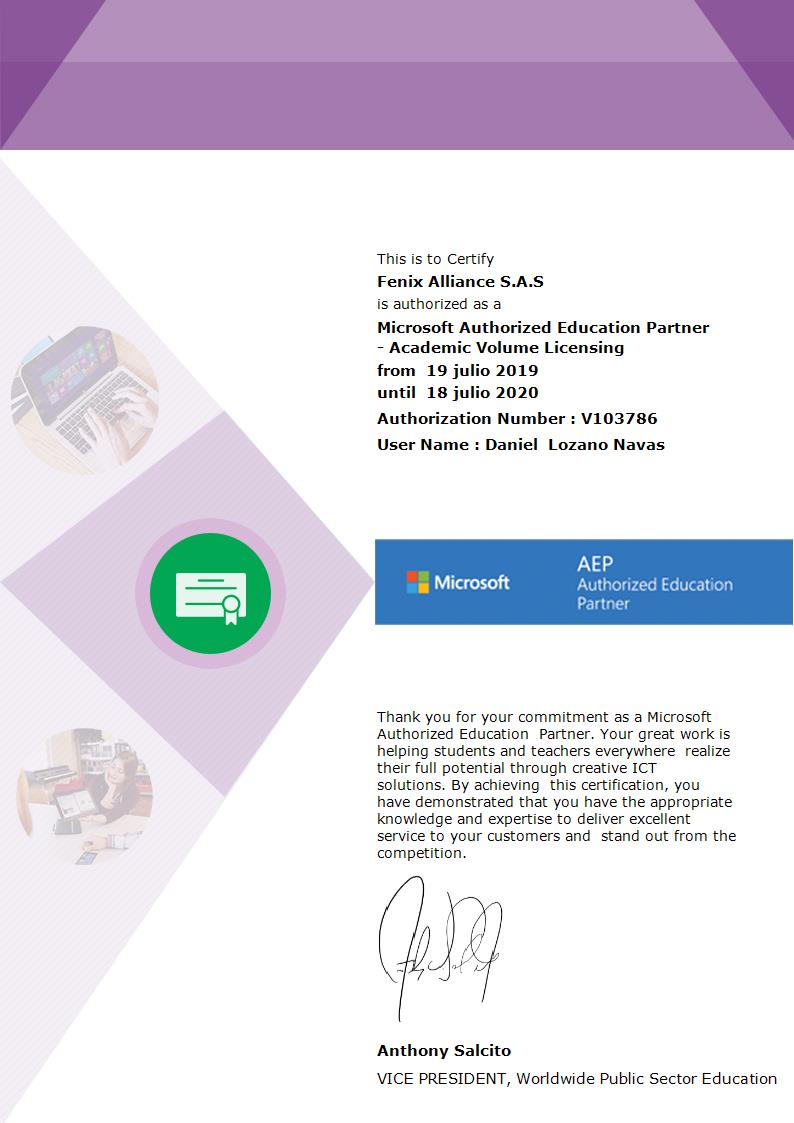 This is to Certify
Fenix Alliance S.A.S
is authorized as a
Microsoft Authorized Education Partner
- Academic Volume Licensing
from  19 julio 2019
until  18 julio 2020
Authorization Number : V103786
User Name : Daniel  Lozano Navas
Microsoft
AEP
Authorized Education
Partner
Thank you for your commitment as a Microsoft
Authorized Education  Partner. Your great work is
helping students and teachers everywhere  realize
their full potential through creative ICT
solutions. By achieving  this certification, you
have demonstrated that you have the appropriate
knowledge and expertise to deliver excellent
service to your customers and  stand out from the
competition.
Anthony Salcito
VICE PRESIDENT, Worldwide Public Sector Education